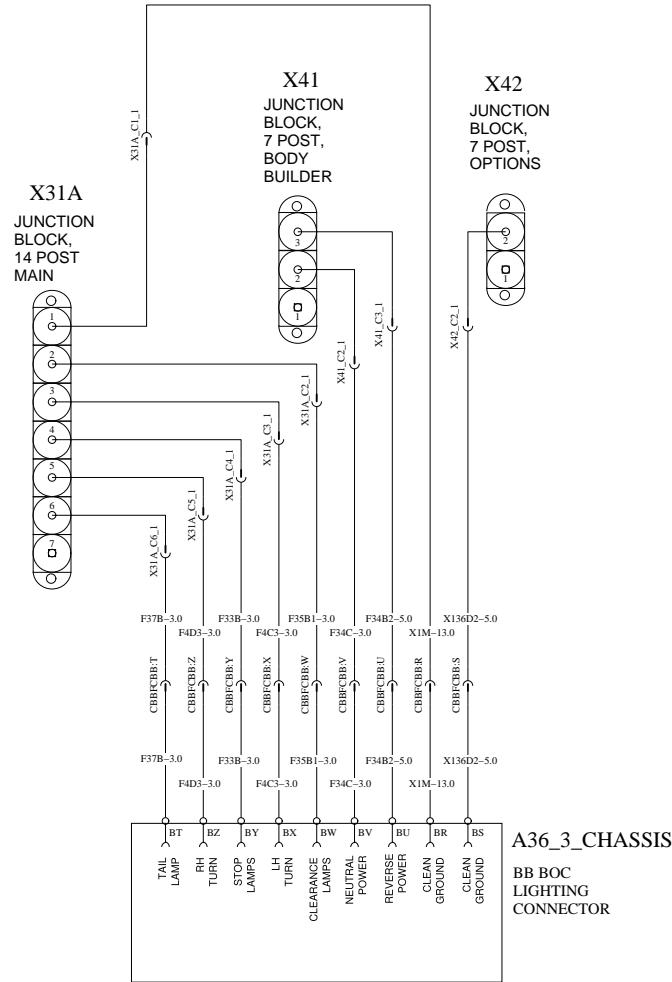 X41
JUNCTION
BLOCK,
7 POST,
BODY
BUILDER
X42
JUNCTION
BLOCK,
7 POST,
OPTIONS
X31A
JUNCTION
BLOCK,
14 POST
MAIN
3
2
1
2
1
1
2
3
4
5
6
7
X31A_C1_1
X41_C3_1
X42_C2_1
X41_C2_1
X31A_C2_1
X31A_C3_1
X31A_C4_1
X31A_C5_1
X31A_C6_1
F37B−3.0
F33B−3.0
F35B1−3.0
F34B2−5.0
X136D2−5.0
F4D3−3.0
F4C3−3.0
F34C−3.0
X1M−13.0
CBBFCBB:T
CBBFCBB:Z
CBBFCBB:Y
CBBFCBB:X
CBBFCBB:W
CBBFCBB:V
CBBFCBB:U
CBBFCBB:R
CBBFCBB:S
F37B−3.0
F33B−3.0
F35B1−3.0
F34B2−5.0
X136D2−5.0
F4D3−3.0
F4C3−3.0
F34C−3.0
X1M−13.0
BT
BZ
BY
BX
BW
BV
BU
BR
BS
TAIL
LAMP
RH
TURN
STOP
LAMPS
LH
TURN
CLEARANCE
LAMPS
NEUTRAL
POWER
REVERSE
POWER
CLEAN
GROUND
CLEAN
GROUND
A36_3_CHASSIS
BB BOC
LIGHTING
CONNECTOR